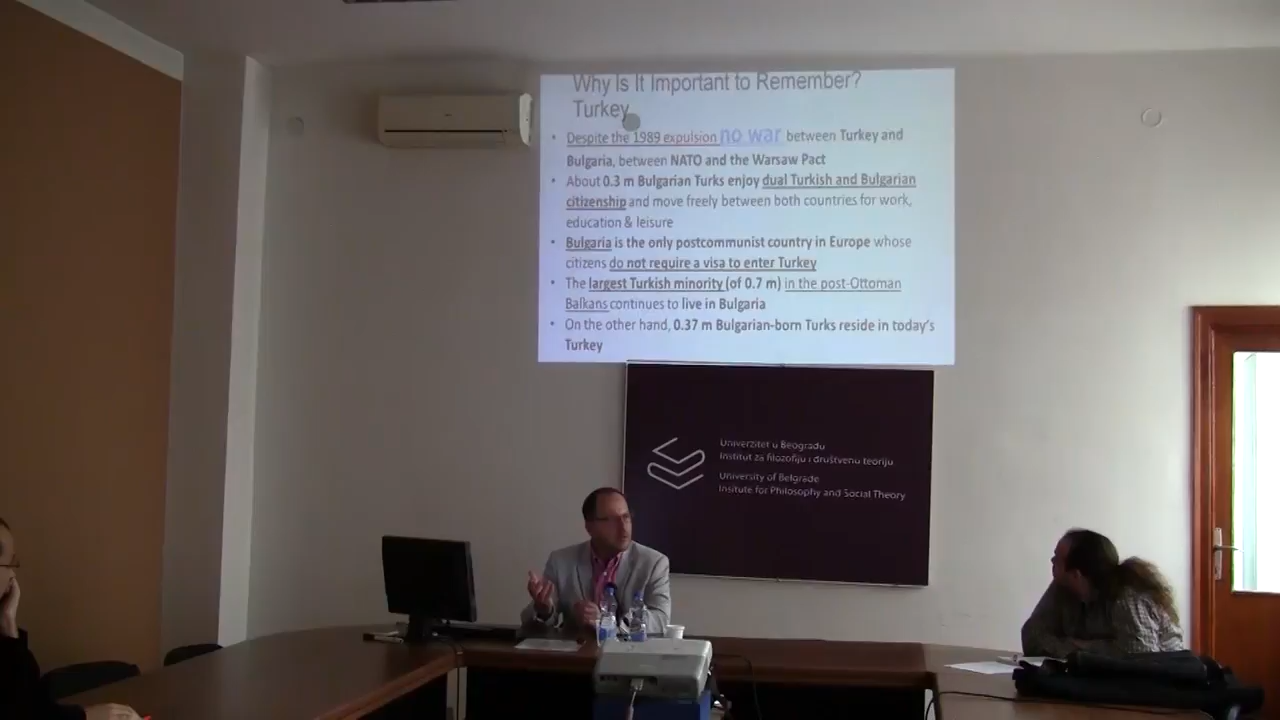 Why Is It Important to Remember?
Turkey
• Despite the 1989 expulsion no war between Turkey and
Bulgaria, between NATO and the Warsaw Pact
• About 0.3 m Bulgarian Turks enjoy dual Turkish and Bulgarian
citizenship and move freely between both countries for work,
education & leisure
• Bulgaria is the only postcommunist country in Europe whose
citizens do not require a visa to enter Turkey
• The largest Turkish minority (of 0.7 m) in the post-Ottoman
Balkans continues to live in Bulgaria
• On the other hand, 0.37 m Bulgarian-born Turks reside in today's
Turkey
Univerzitet u Beogradu
Institut za filozofiju i društvenu teoriju
University of Belgrade
Insitute for Philosophy and Social Theory